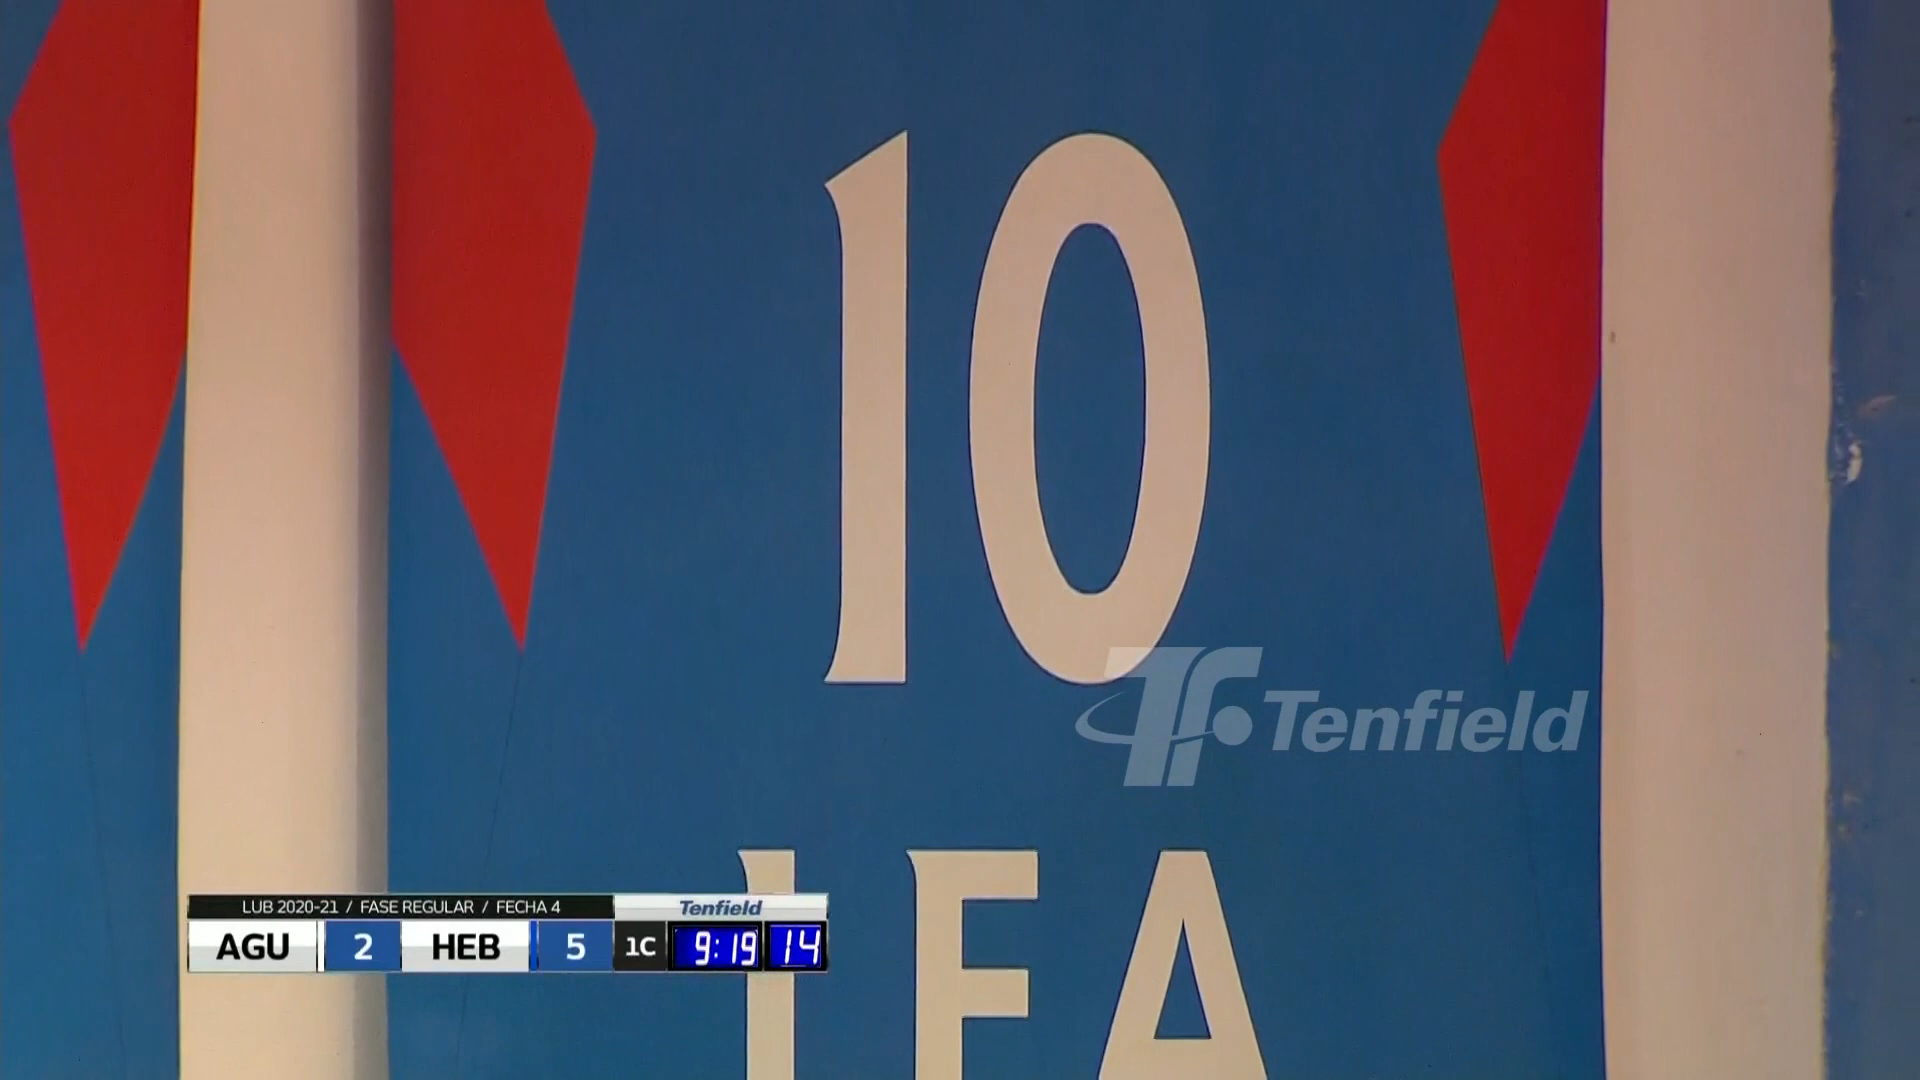 10
Tenfield
LUB 2020-21 / FASE REGULAR / FECHA 4
Tenfield
AGU 2 HEB 5 1C 9:19 14